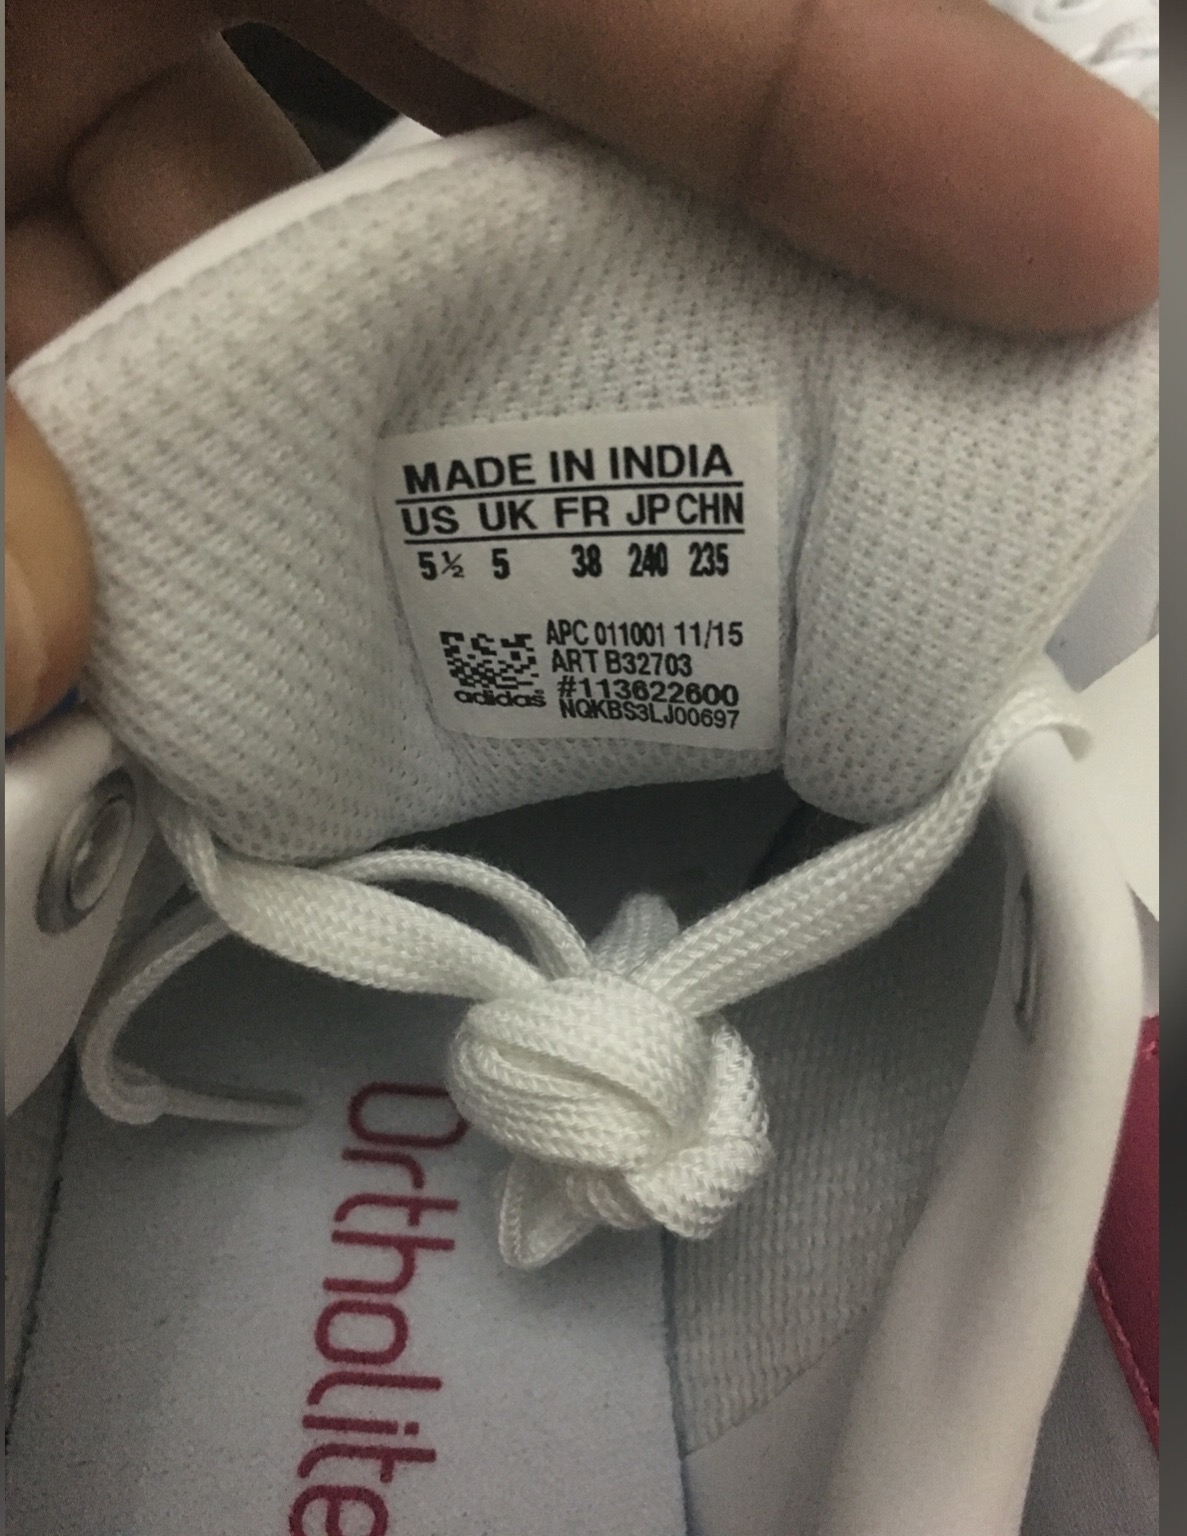 MADE IN INDIA
US UK FR JP CHN
5½ 5 38 240 235
APC 011001 11/15
ART B32703
#113622600
adidas
NQKBS3LJ00697
Ortholite